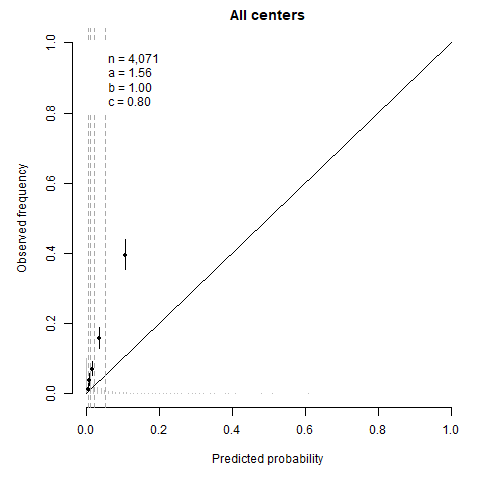 All centers
n = 4,071
a = 1.56
b = 1.00
c = 0.80
Observed frequency
1.0
0.8
0.6
0.4
0.2
0.0
0.0 0.2 0.4 0.6 0.8 1.0
Predicted probability